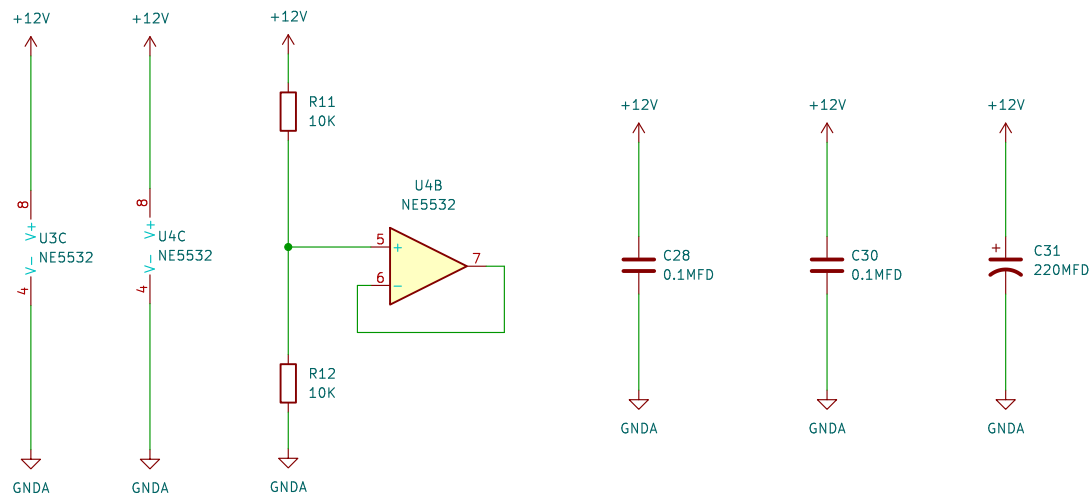 +12V
+12V
+12V
R11
10K
+12V
+12V
+12V
8
V+
U3C
NE5532
V-
4
8
V+
U4C
NE5532
V-
4
U4B
NE5532
5
+
6
-
7
C28
0.1MFD
C30
0.1MFD
+
C31
220MFD
R12
10K
GNDA
GNDA
GNDA
GNDA
GNDA
GNDA